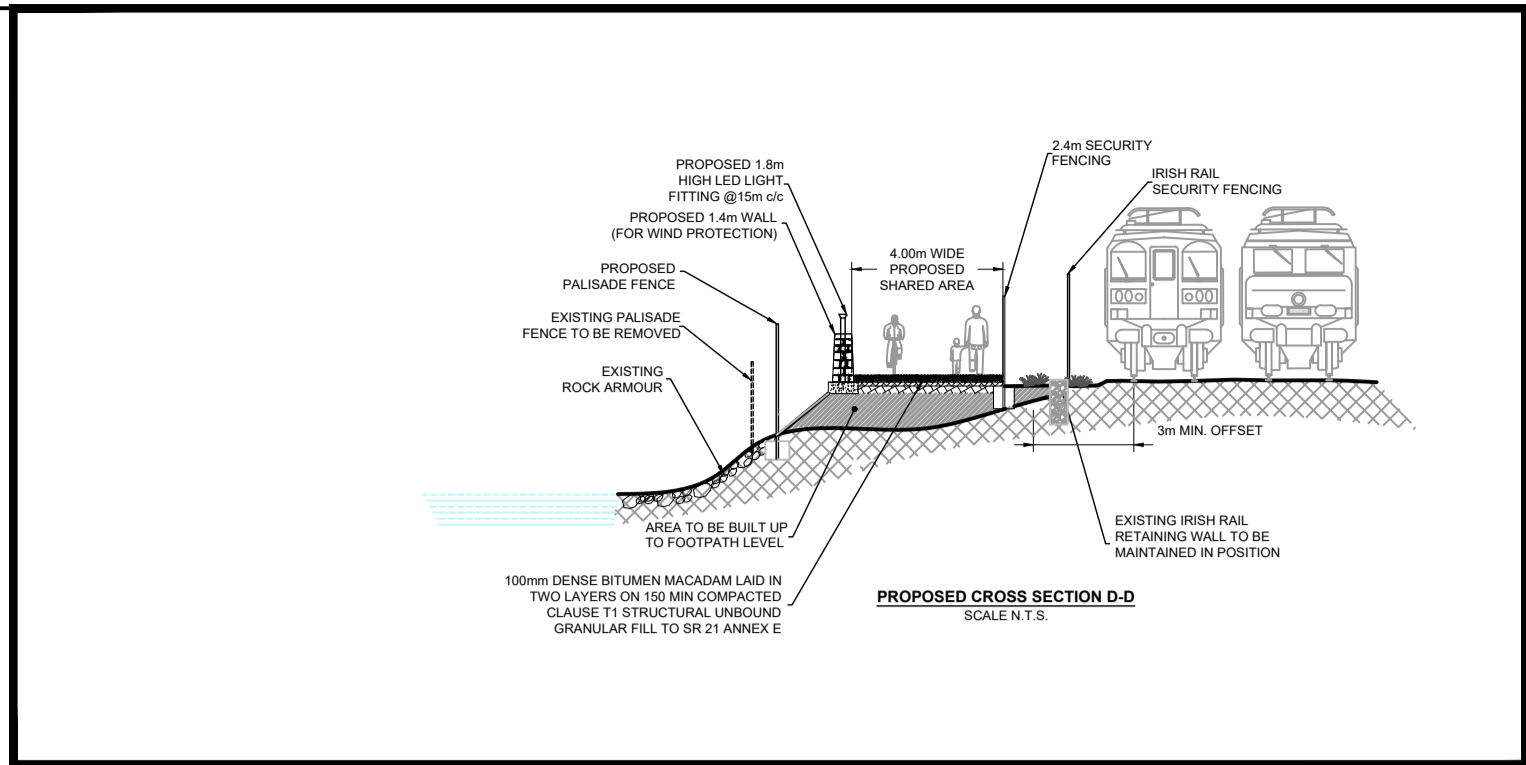 PROPOSED 1.8m
HIGH LED LIGHT
FITTING @15m c/c
PROPOSED 1.4m WALL
(FOR WIND PROTECTION)
PROPOSED
PALISADE FENCE
EXISTING PALISADE
FENCE TO BE REMOVED
EXISTING
ROCK ARMOUR
4.00m WIDE
PROPOSED
SHARED AREA
2.4m SECURITY
FENCING
IRISH RAIL
SECURITY FENCING
3m MIN. OFFSET
AREA TO BE BUILT UP
TO FOOTPATH LEVEL
100mm DENSE BITUMEN MACADAM LAID IN
TWO LAYERS ON 150 MIN COMPACTED
CLAUSE T1 STRUCTURAL UNBOUND
GRANULAR FILL TO SR 21 ANNEX E
EXISTING IRISH RAIL
RETAINING WALL TO BE
MAINTAINED IN POSITION
PROPOSED CROSS SECTION D-D
SCALE N.T.S.